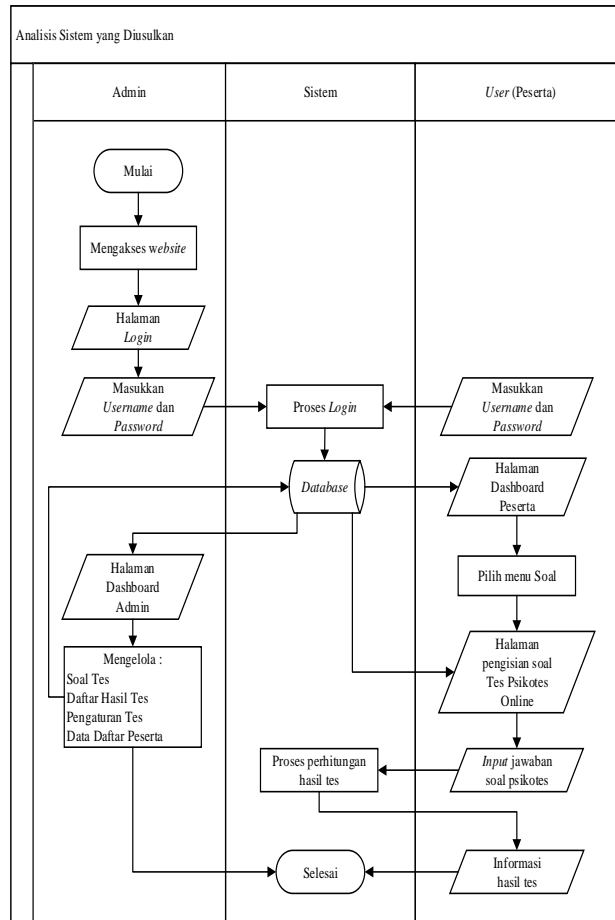 Analisis Sistem yang Diusulkan
Admin
Sistem
User (Peserta)
Mulai
Mengakses website
Halaman
Login
Masukkan
Username dan
Password
Proses Login
Masukkan
Username dan
Password
Database
Halaman
Dashboard
Peserta
Halaman
Dashboard
Admin
Pilih menu Soal
Mengelola :
Soal Tes
Daftar Hasil Tes
Pengaturan Tes
Data Daftar Peserta
Halaman
pengisian soal
Tes Psikotes
Online
Proses perhitungan
hasil tes
Input jawaban
soal psikotes
Selesai
Informasi
hasil tes